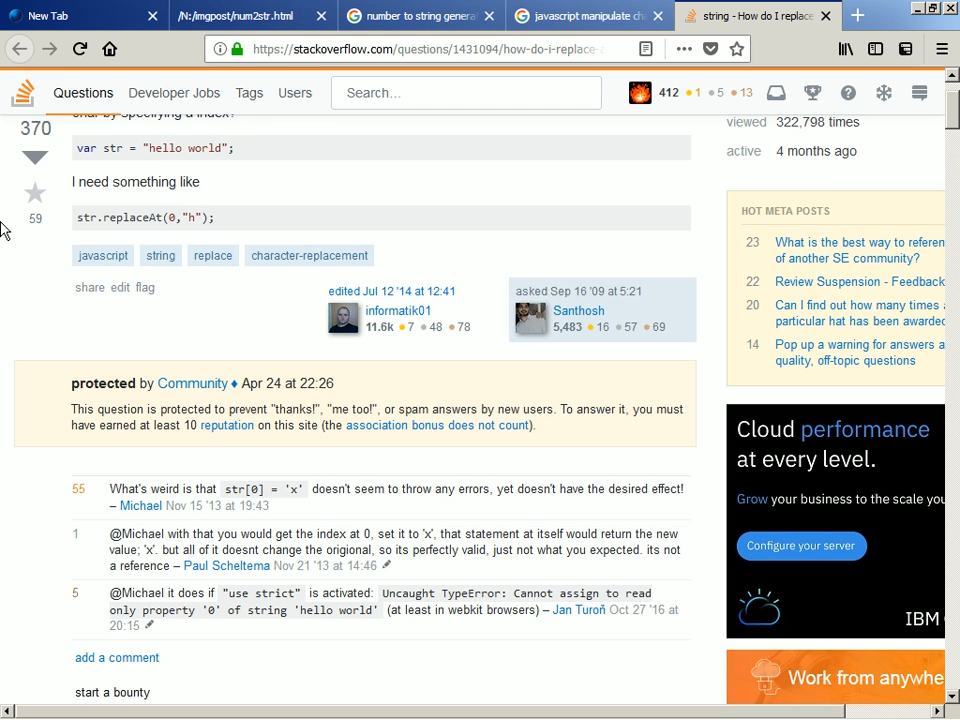 New Tab
/N:/imgpost/num2str.html
number to string genera
javascript manipulate ch
string - How do I replace
https://stackoverflow.com/questions/1431094/how-do-i-replace-
Questions
Developer Jobs
Tags
Users
Search...
412 1 5 13
char by specifying a index?
370
var str = "hello world";
I need something like
59
str.replaceAt(0,"h");
javascript string replace character-replacement
share edit flag
edited Jul 12 '14 at 12:41
informatik01
11.6k 7 48 78
asked Sep 16 '09 at 5:21
Santhosh
5,483 16 57 69
protected by Community ♦ Apr 24 at 22:26
This question is protected to prevent "thanks!", "me too!", or spam answers by new users. To answer it, you must
have earned at least 10 reputation on this site (the association bonus does not count).
55 What's weird is that str[0] = 'x' doesn't seem to throw any errors, yet doesn't have the desired effect!
– Michael Nov 15 '13 at 19:43
1 @Michael with that you would get the index at 0, set it to 'x', that statement at itself would return the new
value; 'x'. but all of it doesnt change the origional, so its perfectly valid, just not what you expected. its not
a reference – Paul Scheltema Nov 21 '13 at 14:46
5 @Michael it does if "use strict" is activated: Uncaught TypeError: Cannot assign to read
only property '0' of string 'hello world' (at least in webkit browsers) – Jan Turoň Oct 27 '16 at
20:15
add a comment
start a bounty
viewed 322,798 times
active 4 months ago
HOT META POSTS
23 What is the best way to referen
of another SE community?
22 Review Suspension - Feedback
20 Can I find out how many times a
particular hat has been awarded
14 Pop up a warning for answers a
quality, off-topic questions
Cloud performance
at every level.
Grow your business to the scale you
Configure your server
IBM
Work from anywhe